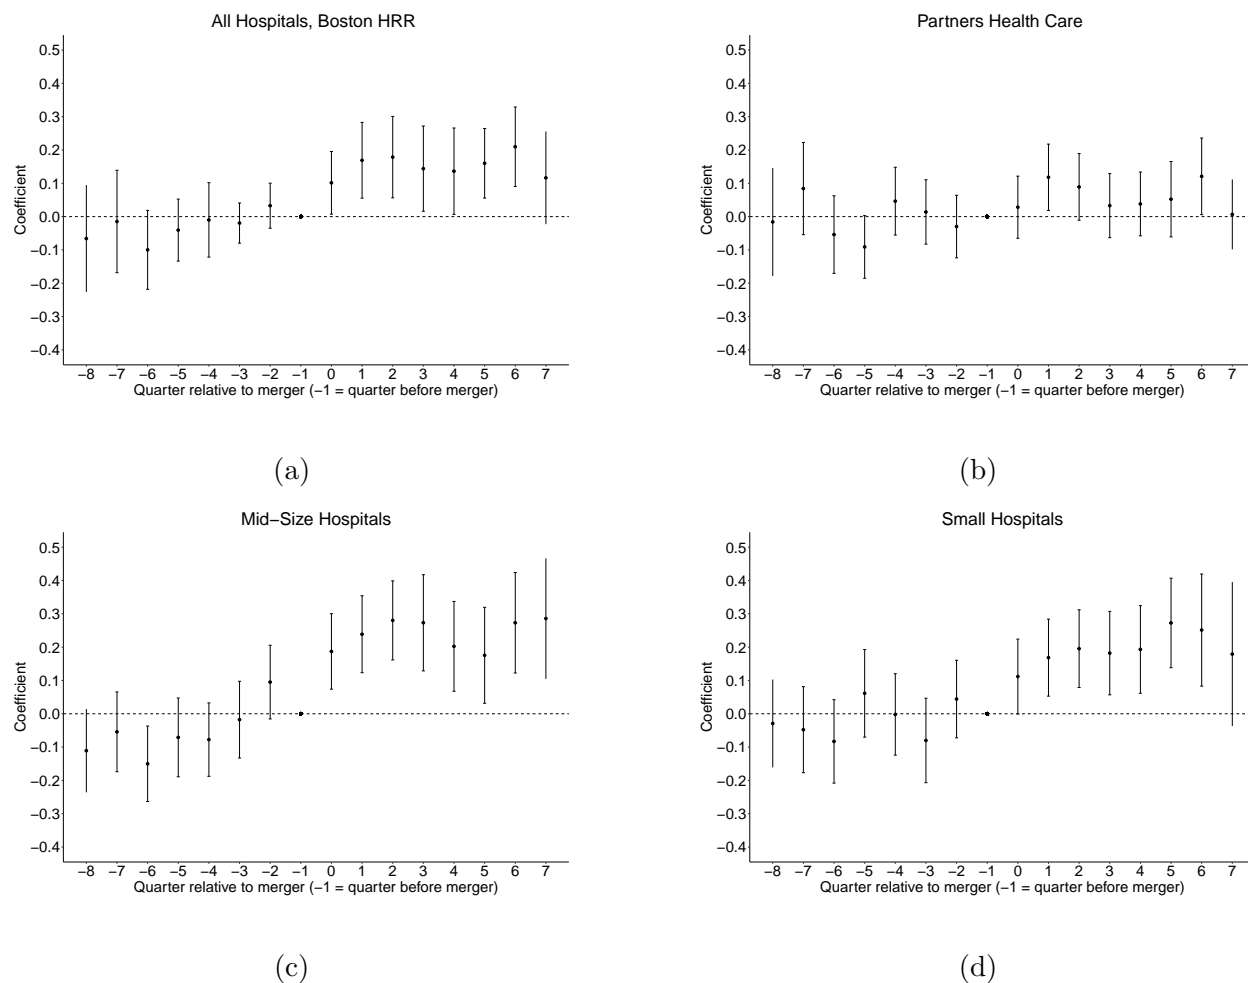 All Hospitals, Boston HRR
Coefficient
0.5
0.4
0.3
0.2
0.1
0.0
−0.1
−0.2
−0.3
−0.4
−8 −7 −6 −5 −4 −3 −2 −1 0 1 2 3 4 5 6 7
Quarter relative to merger (−1 = quarter before merger)
(a)
Partners Health Care
Coefficient
0.5
0.4
0.3
0.2
0.1
0.0
−0.1
−0.2
−0.3
−0.4
−8 −7 −6 −5 −4 −3 −2 −1 0 1 2 3 4 5 6 7
Quarter relative to merger (−1 = quarter before merger)
(b)
Mid−Size Hospitals
Coefficient
0.5
0.4
0.3
0.2
0.1
0.0
−0.1
−0.2
−0.3
−0.4
−8 −7 −6 −5 −4 −3 −2 −1 0 1 2 3 4 5 6 7
Quarter relative to merger (−1 = quarter before merger)
(c)
Small Hospitals
Coefficient
0.5
0.4
0.3
0.2
0.1
0.0
−0.1
−0.2
−0.3
−0.4
−8 −7 −6 −5 −4 −3 −2 −1 0 1 2 3 4 5 6 7
Quarter relative to merger (−1 = quarter before merger)
(d)